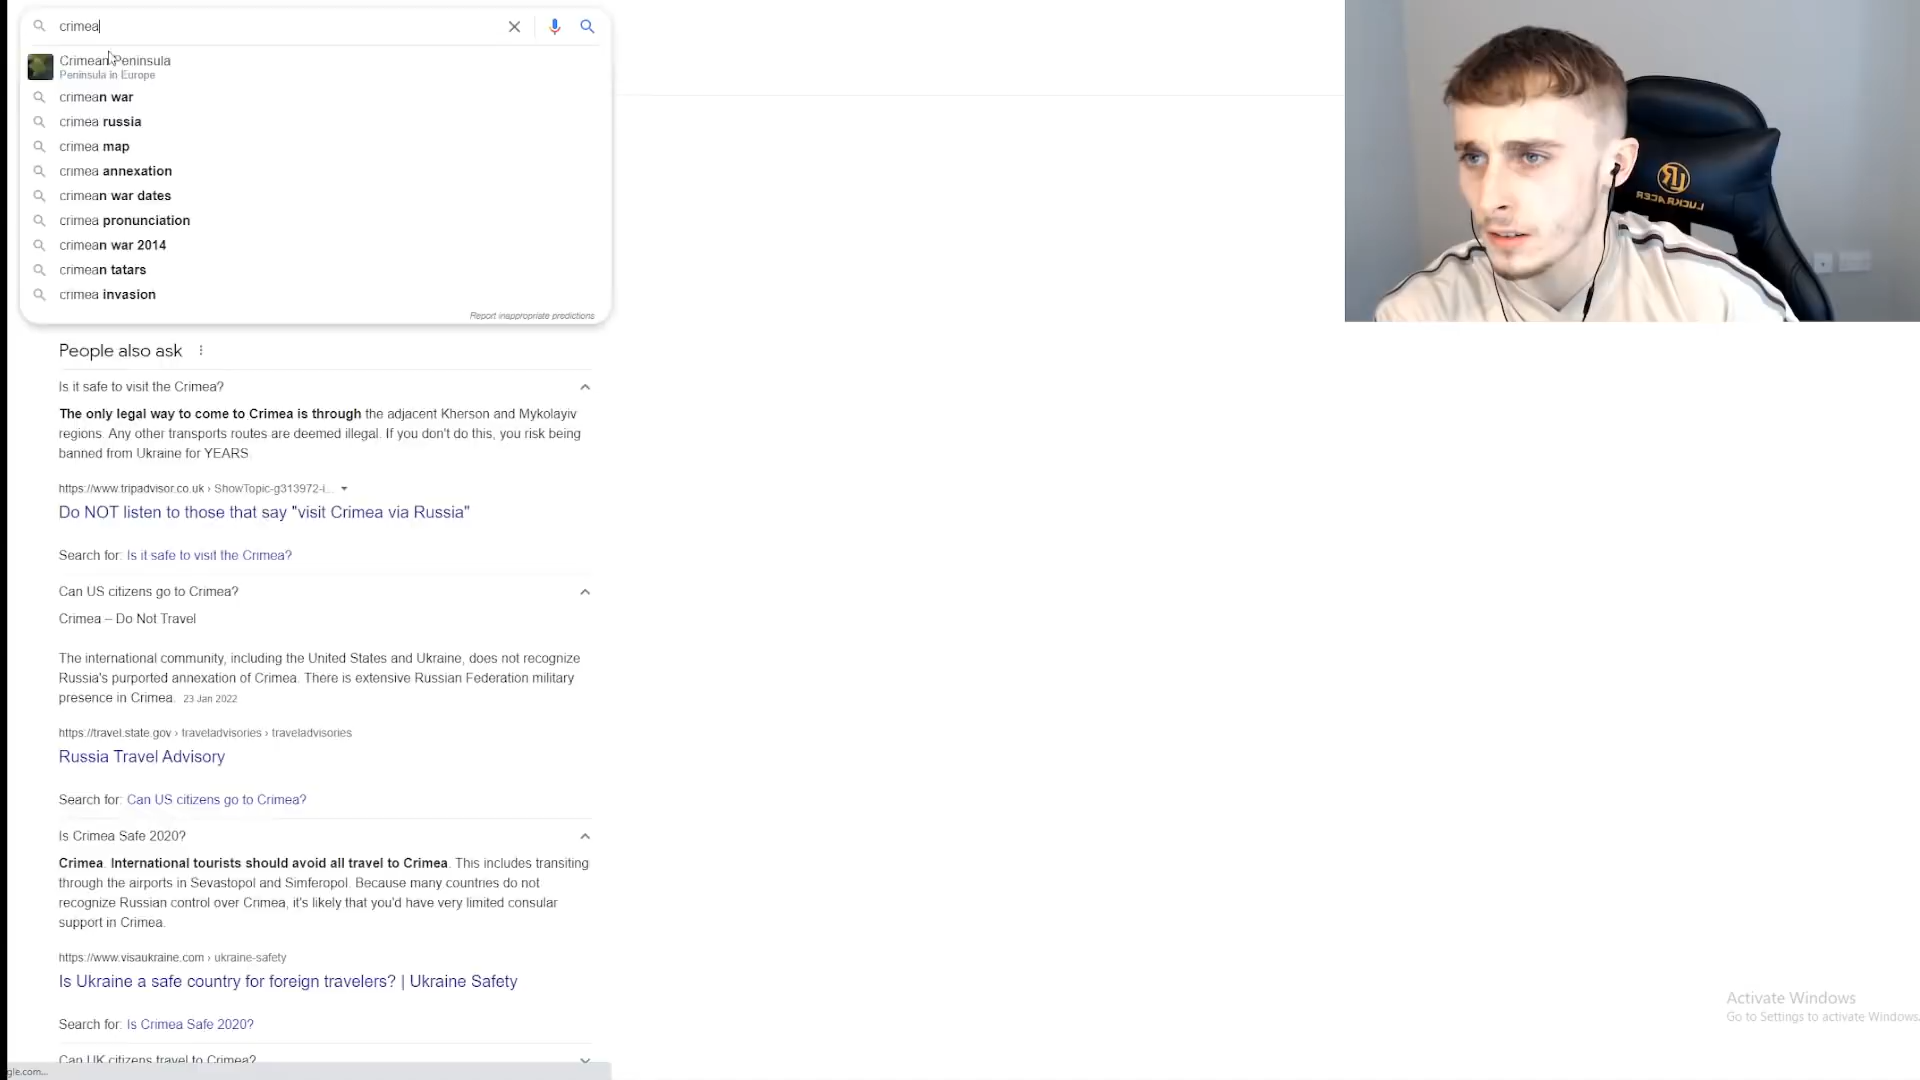 crimea
Crimean Peninsula
Peninsula in Europe
crimean war
crimea russia
crimea map
crimea annexation
crimean war dates
crimea pronunciation
crimean war 2014
crimean tatars
crimea invasion
Report inappropriate predictions
People also ask
Is it safe to visit the Crimea?
The only legal way to come to Crimea is through the adjacent Kherson and Mykolayiv
regions. Any other transports routes are deemed illegal. If you don't do this, you risk being
banned from Ukraine for YEARS
https://www.tripadvisor.co.uk › ShowTopic-g313972-i...
Do NOT listen to those that say "visit Crimea via Russia"
Search for: Is it safe to visit the Crimea?
Can US citizens go to Crimea?
Crimea – Do Not Travel
The international community, including the United States and Ukraine, does not recognize
Russia's purported annexation of Crimea. There is extensive Russian Federation military
presence in Crimea. 23 Jan 2022
https://travel.state.gov › traveladvisories › traveladvisories
Russia Travel Advisory
Search for: Can US citizens go to Crimea?
Is Crimea Safe 2020?
Crimea. International tourists should avoid all travel to Crimea. This includes transiting
through the airports in Sevastopol and Simferopol. Because many countries do not
recognize Russian control over Crimea, it's likely that you'd have very limited consular
support in Crimea.
https://www.visaukraine.com › ukraine-safety
Is Ukraine a safe country for foreign travelers? | Ukraine Safety
Search for: Is Crimea Safe 2020?
Can UK citizens travel to Crimea?
gle.com...
LUCKRACER
Activate Windows
Go to Settings to activate Windows.